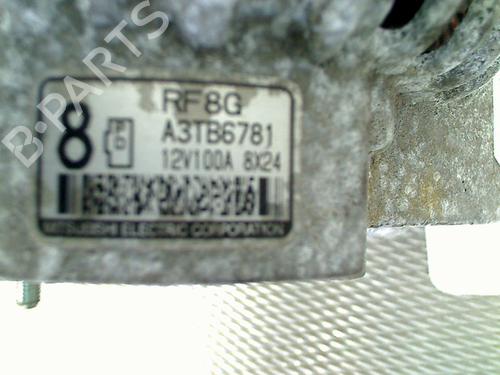 B-PARTS
8
P D
RF8G
A3TB6781
12V100A 8X24
MITSUBISHI ELECTRIC CORPORATION